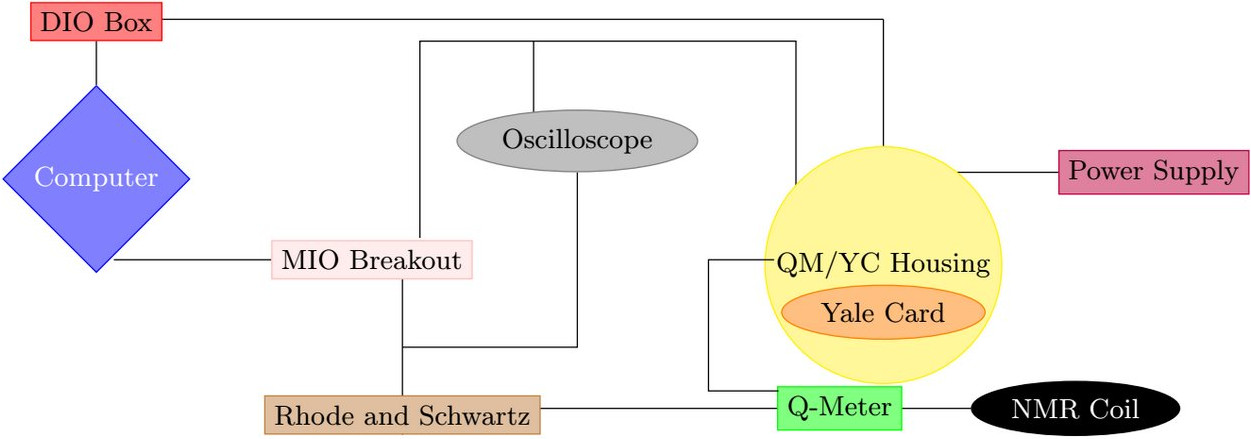 DIO Box
Oscilloscope
Computer
Power Supply
MIO Breakout
QM/YC Housing
Yale Card
Rhode and Schwartz
Q-Meter
NMR Coil